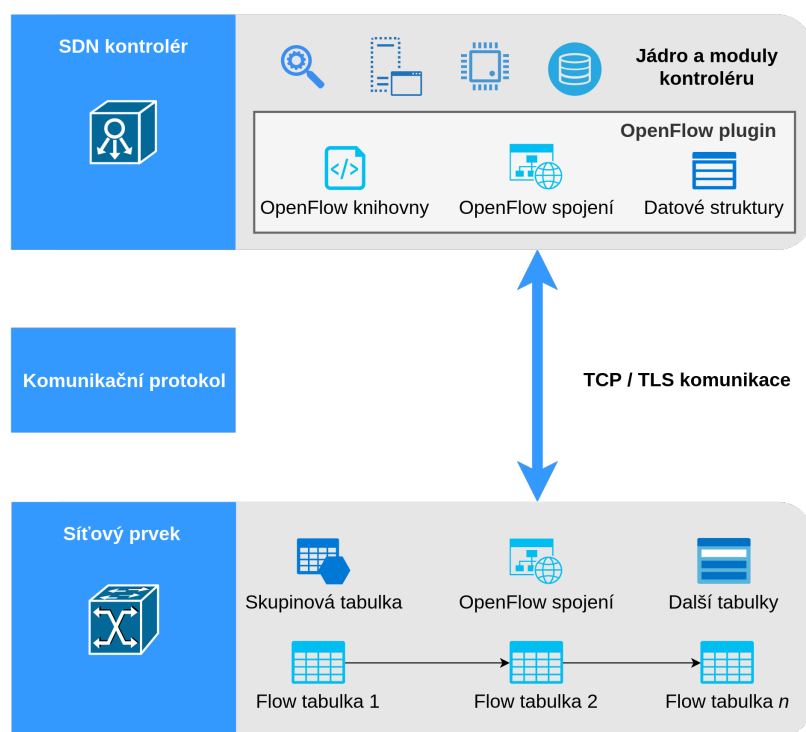 SDN kontrolér
Jádro a moduly
kontroléru
OpenFlow plugin
OpenFlow knihovny
OpenFlow spojení
Datové struktury
Komunikační protokol
TCP / TLS komunikace
Síťový prvek
Skupinová tabulka
OpenFlow spojení
Další tabulky
Flow tabulka 1
Flow tabulka 2
Flow tabulka n